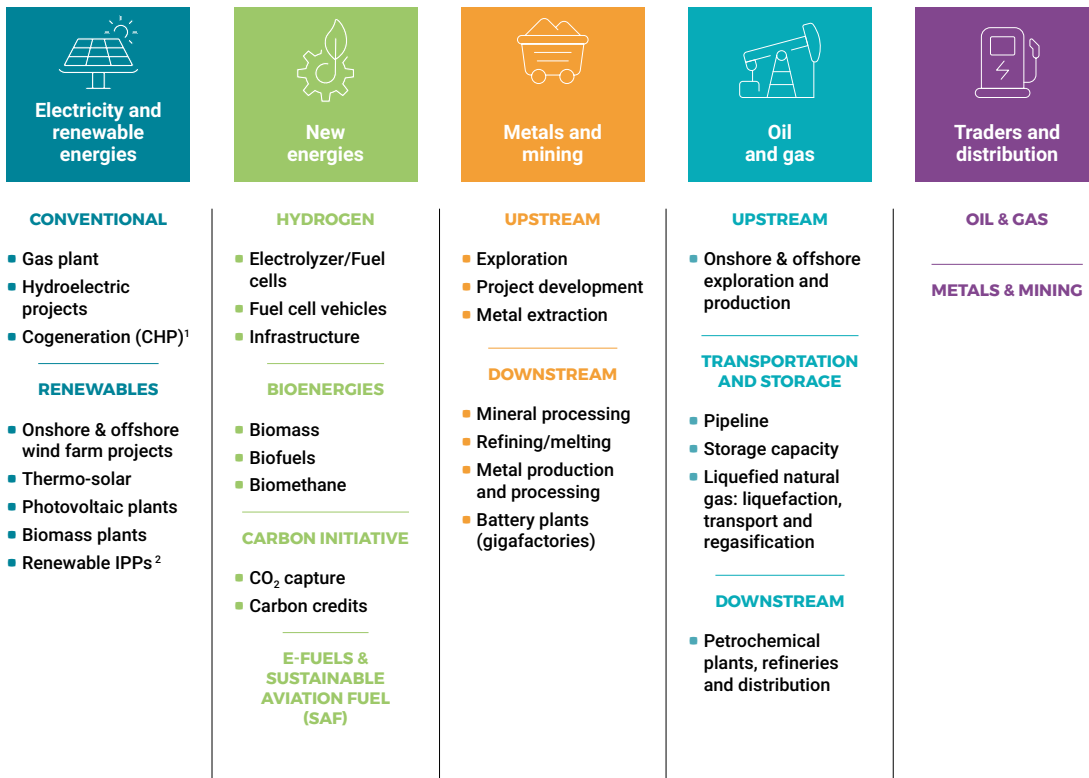 Electricity and
renewable
energies
CONVENTIONAL
Gas plant
Hydroelectric
projects
Cogeneration (CHP)¹
RENEWABLES
Onshore & offshore
wind farm projects
Thermo-solar
Photovoltaic plants
Biomass plants
Renewable IPPs ²
New
energies
HYDROGEN
Electrolyzer/Fuel
cells
Fuel cell vehicles
Infrastructure
BIOENERGIES
Biomass
Biofuels
Biomethane
CARBON INITIATIVE
CO₂ capture
Carbon credits
E-FUELS &
SUSTAINABLE
AVIATION FUEL
(SAF)
Metals and
mining
UPSTREAM
Exploration
Project development
Metal extraction
DOWNSTREAM
Mineral processing
Refining/melting
Metal production
and processing
Battery plants
(gigafactories)
Oil
and gas
UPSTREAM
Onshore & offshore
exploration and
production
TRANSPORTATION
AND STORAGE
Pipeline
Storage capacity
Liquefied natural
gas: liquefaction,
transport and
regasification
DOWNSTREAM
Petrochemical
plants, refineries
and distribution
Traders and
distribution
OIL & GAS
METALS & MINING